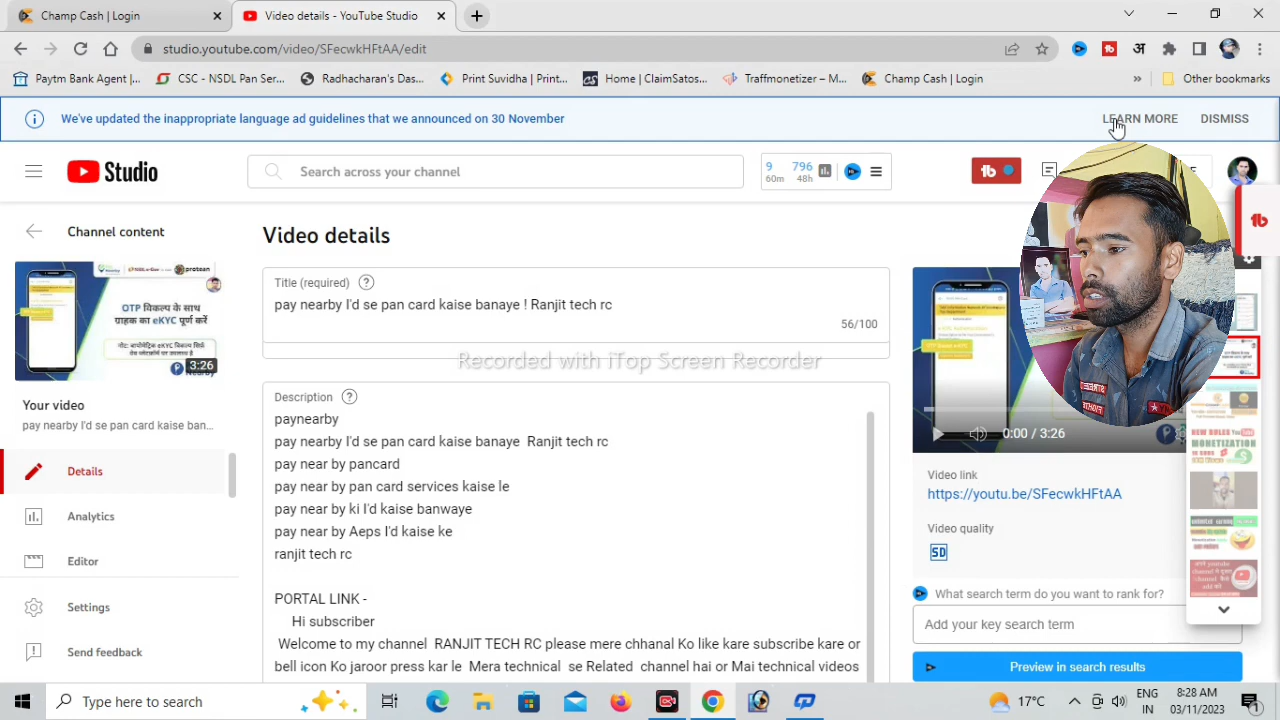 Champ Cash | Login
Video details - YouTube Studio
studio.youtube.com/video/SFecwkHFtAA/edit
अ
Paytm Bank Agent |...
CSC - NSDL Pan Ser...
Radhacharan's Das...
Print Suvidha | Print...
Home | ClaimSatos...
Traffmonetizer – M...
Champ Cash | Login
»
Other bookmarks
We've updated the inappropriate language ad guidelines that we announced on 30 November
LEARN MORE
DISMISS
Studio
Search across your channel
9
60m
796
48h
Channel content
Video details
OTP विकल्प के साथ
ग्राहक का eKYC पूर्ण करें
3:26
Title (required)
pay nearby I'd se pan card kaise banaye ! Ranjit tech rc
56/100
Recorded with iTop Screen Recorder
Your video
pay nearby I'd se pan card kaise ban...
Description
paynearby
pay nearby I'd se pan card kaise banaye  Ranjit tech rc
pay near by pancard
pay near by pan card services kaise le
pay near by ki I'd kaise banwaye
pay near by Aeps I'd kaise ke
ranjit tech rc
PORTAL LINK -
Hi subscriber
Welcome to my channel  RANJIT TECH RC please mere chhanal Ko like kare subscribe kare or
bell icon Ko jaroor press kar le  Mera technical  se Related  channel hai or Mai technical videos
Details
Analytics
Editor
Settings
Send feedback
0:00 / 3:26
Video link
https://youtu.be/SFecwkHFtAA
Video quality
SD
What search term do you want to rank for?
Add your key search term
Preview in search results
NEW RULES YouTube
MONETIZATION
Type here to search
17°C
ENG
IN
8:28 AM
03/11/2023